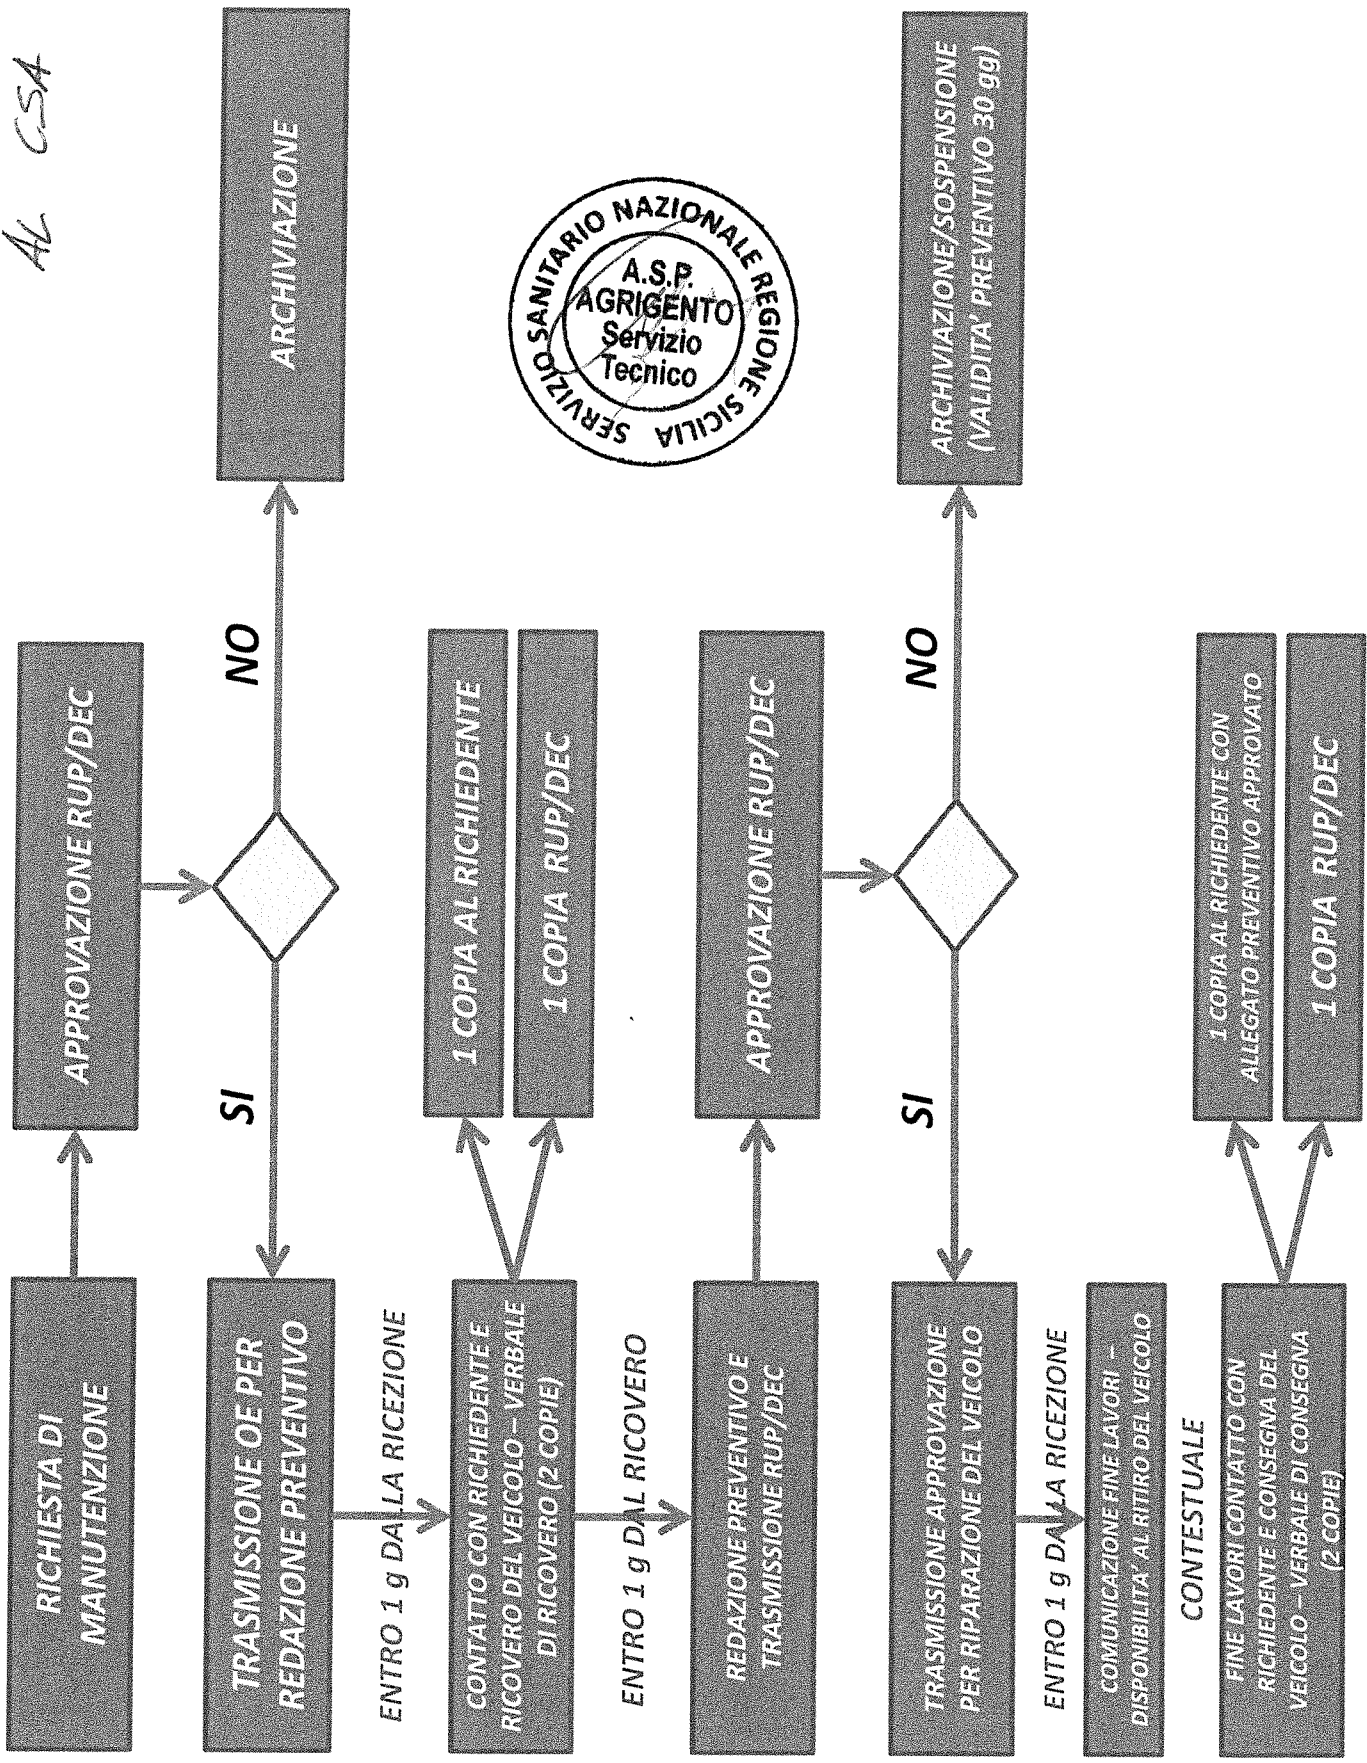 AL CSA
RICHIESTA DI
MANUTENZIONE
APPROVAZIONE RUP/DEC
SI
NO
ARCHIVIAZIONE
TRASMISSIONE OE PER
REDAZIONE PREVENTIVO
ENTRO 1 g DALLA RICEZIONE
CONTATTO CON RICHIEDENTE E
RICOVERO DEL VEICOLO – VERBALE
DI RICOVERO (2 COPIE)
1 COPIA AL RICHIEDENTE
1 COPIA RUP/DEC
SERVIZIO SANITARIO NAZIONALE REGIONE SICILIA
A.S.P.
AGRIGENTO
Servizio
Tecnico
ENTRO 1 g DAL RICOVERO
REDAZIONE PREVENTIVO E
TRASMISSIONE RUP/DEC
APPROVAZIONE RUP/DEC
SI
NO
ARCHIVIAZIONE/SOSPENSIONE
(VALIDITA' PREVENTIVO 30 gg)
TRASMISSIONE APPROVAZIONE
PER RIPARAZIONE DEL VEICOLO
ENTRO 1 g DALLA RICEZIONE
COMUNICAZIONE FINE LAVORI –
DISPONIBILITA' AL RITIRO DEL VEICOLO
CONTESTUALE
FINE LAVORI CONTATTO CON
RICHIEDENTE E CONSEGNA DEL
VEICOLO – VERBALE DI CONSEGNA
(2 COPIE)
1 COPIA AL RICHIEDENTE CON
ALLEGATO PREVENTIVO APPROVATO
1 COPIA RUP/DEC